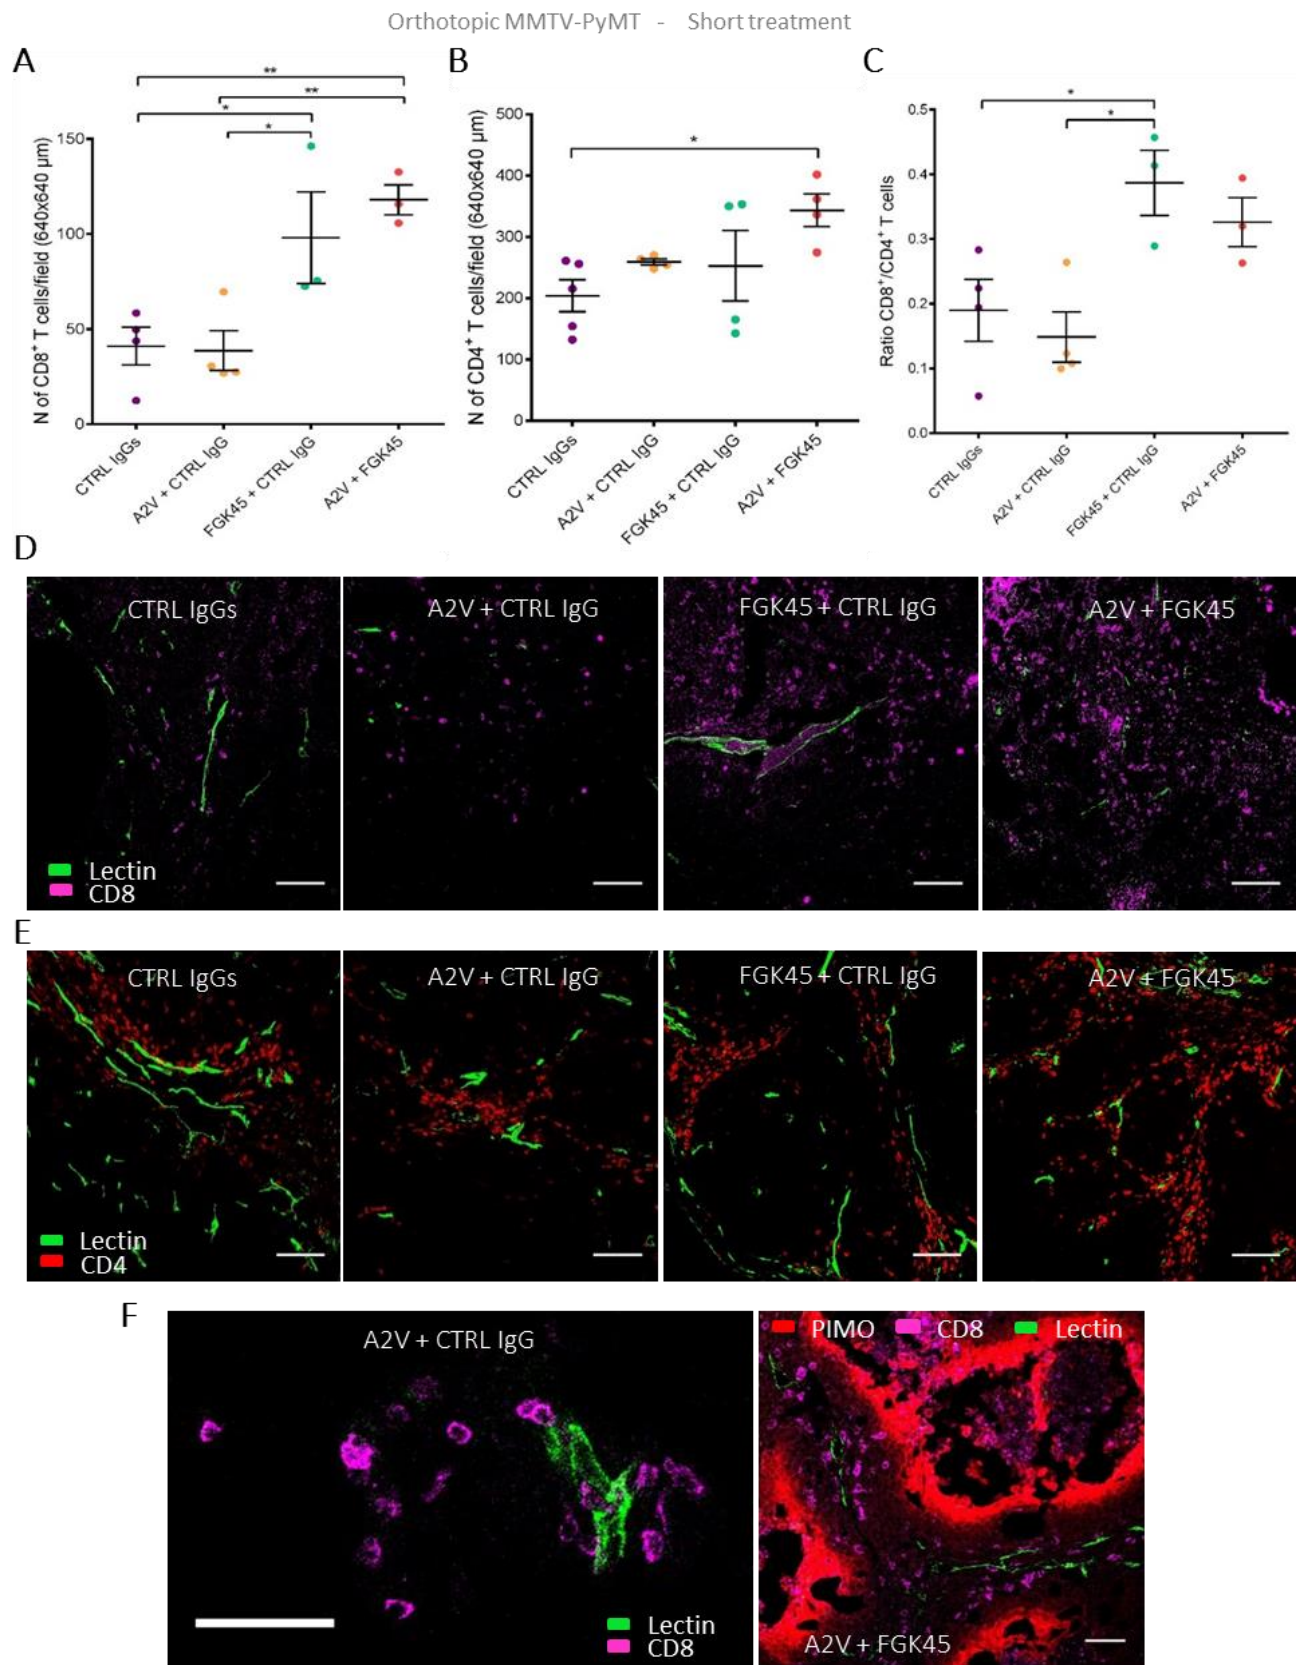 Orthotopic MMTV-PyMT - Short treatment
A
B
C
** 
**
*
*
N of CD8+ T cells/field (640x640 µm)
150
100
50
0
CTRL IgGs
A2V + CTRL IgG
FGK45 + CTRL IgG
A2V + FGK45
*
N of CD4+ T cells/field (640x640 µm)
500
400
300
200
100
0
CTRL IgGs
A2V + CTRL IgG
FGK45 + CTRL IgG
A2V + FGK45
*
*
Ratio CD8+/CD4+ T cells
0.5
0.4
0.3
0.2
0.1
0.0
CTRL IgGs
A2V + CTRL IgG
FGK45 + CTRL IgG
A2V + FGK45
D
CTRL IgGs
A2V + CTRL IgG
FGK45 + CTRL IgG
A2V + FGK45
Lectin
CD8
E
CTRL IgGs
A2V + CTRL IgG
FGK45 + CTRL IgG
A2V + FGK45
Lectin
CD4
F
A2V + CTRL IgG
Lectin
CD8
PIMO CD8 Lectin
A2V + FGK45